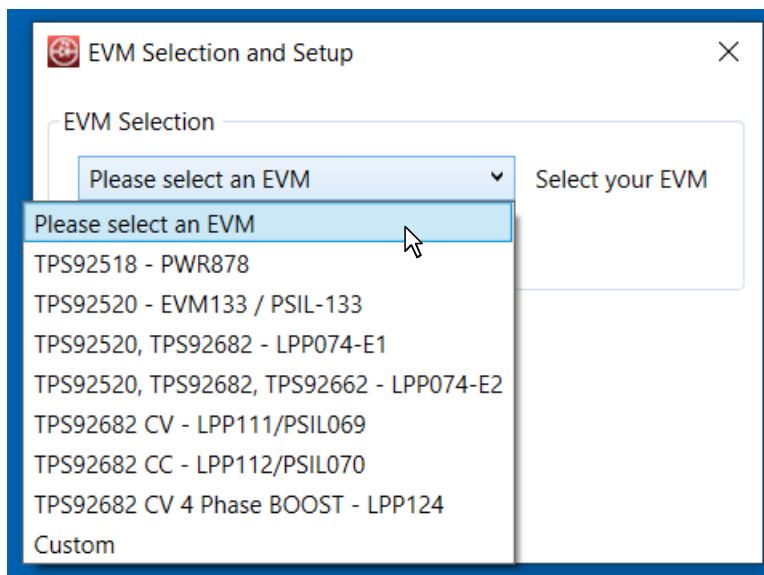 EVM Selection and Setup
EVM Selection
Please select an EVM Select your EVM
Please select an EVM
TPS92518 - PWR878
TPS92520 - EVM133 / PSIL-133
TPS92520, TPS92682 - LPP074-E1
TPS92520, TPS92682, TPS92662 - LPP074-E2
TPS92682 CV - LPP111/PSIL069
TPS92682 CC - LPP112/PSIL070
TPS92682 CV 4 Phase BOOST - LPP124
Custom